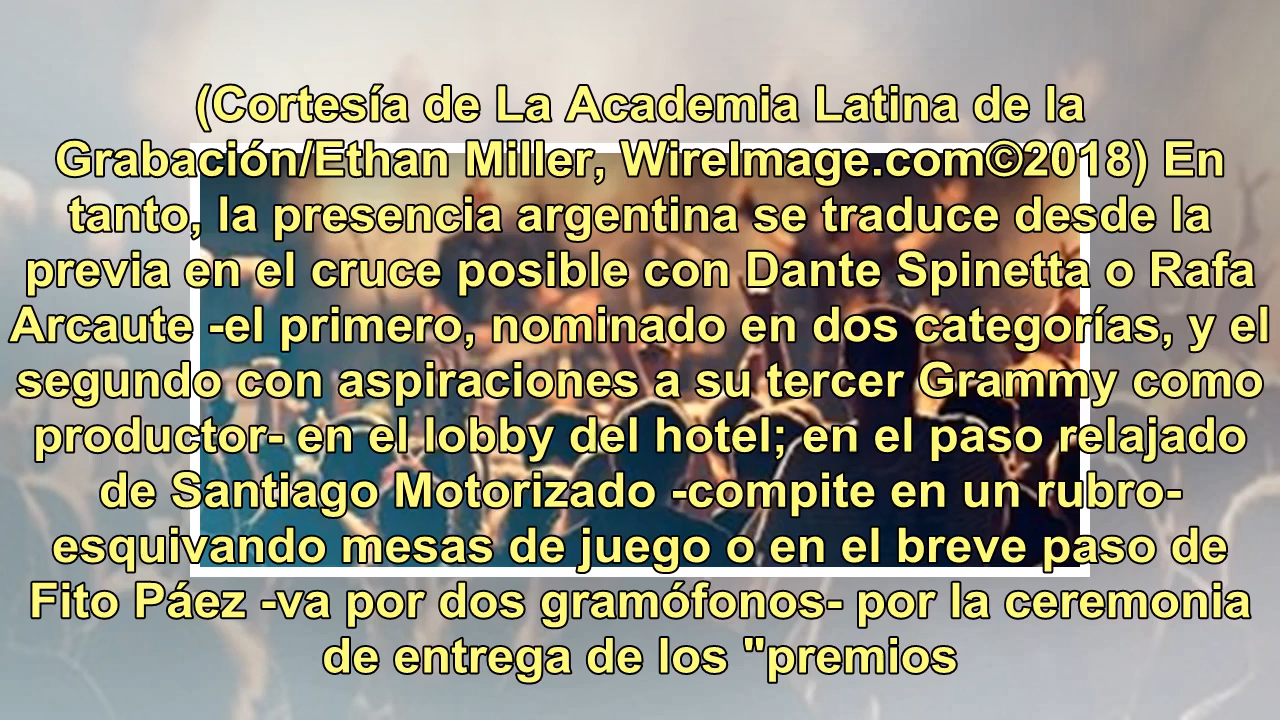 (Cortesía de La Academia Latina de la
Grabación/Ethan Miller, WireImage.com©2018) En
tanto, la presencia argentina se traduce desde la
previa en el cruce posible con Dante Spinetta o Rafa
Arcaute -el primero, nominado en dos categorías, y el
segundo con aspiraciones a su tercer Grammy como
productor- en el lobby del hotel; en el paso relajado
de Santiago Motorizado -compite en un rubro-
esquivando mesas de juego o en el breve paso de
Fito Páez -va por dos gramófonos- por la ceremonia
de entrega de los "premios